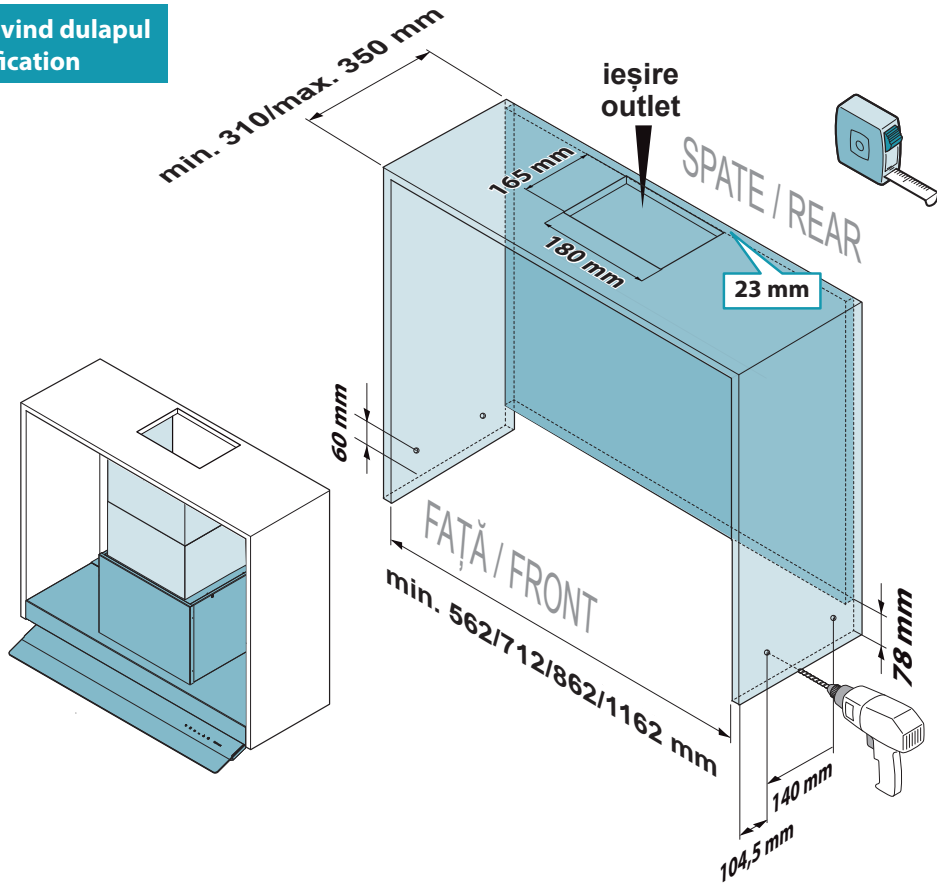 vind dulapul
fication
min. 310/max. 350 mm
ieșire
outlet
165 mm
SPATE / REAR
180 mm
23 mm
60 mm
FAȚĂ / FRONT
min. 562/712/862/1162 mm
78 mm
140 mm
104,5 mm